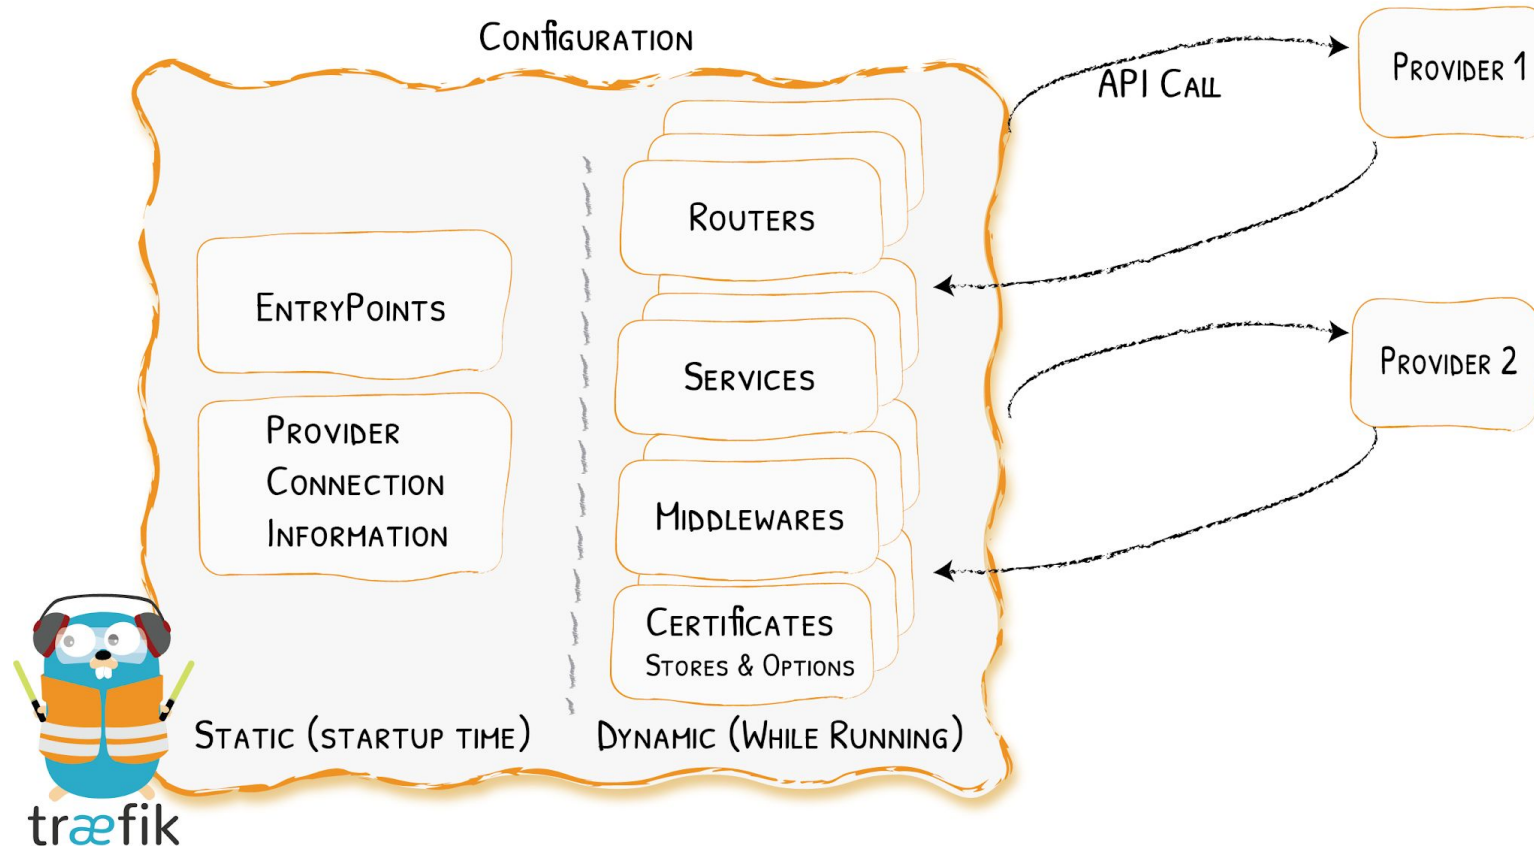 Configuration
EntryPoints
Provider
Connection
Information
Static (startup time)
Routers
Services
Middlewares
Certificates
Stores & Options
Dynamic (While Running)
API Call
Provider 1
Provider 2
træfik